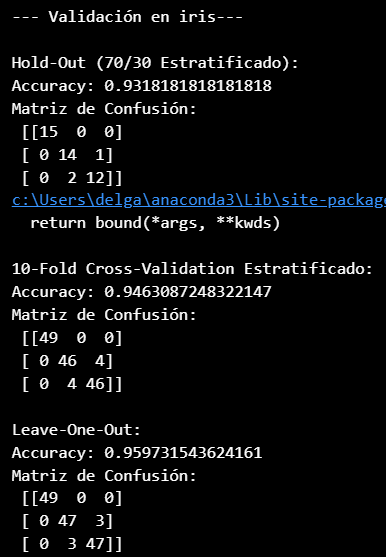 --- Validación en iris---
Hold-Out (70/30 Estratificado):
Accuracy: 0.9318181818181818
Matriz de Confusión:
[[15  0  0]
[ 0 14  1]
[ 0  2 12]]
c:\Users\delga\anaconda3\Lib\site-package
return bound(*args, **kwds)
10-Fold Cross-Validation Estratificado:
Accuracy: 0.9463087248322147
Matriz de Confusión:
[[49  0  0]
[ 0 46  4]
[ 0  4 46]]
Leave-One-Out:
Accuracy: 0.959731543624161
Matriz de Confusión:
[[49  0  0]
[ 0 47  3]
[ 0  3 47]]